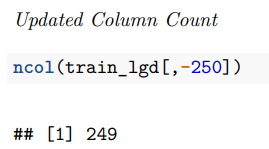 Updated Column Count
ncol(train_lgd[,-250])
## [1] 249